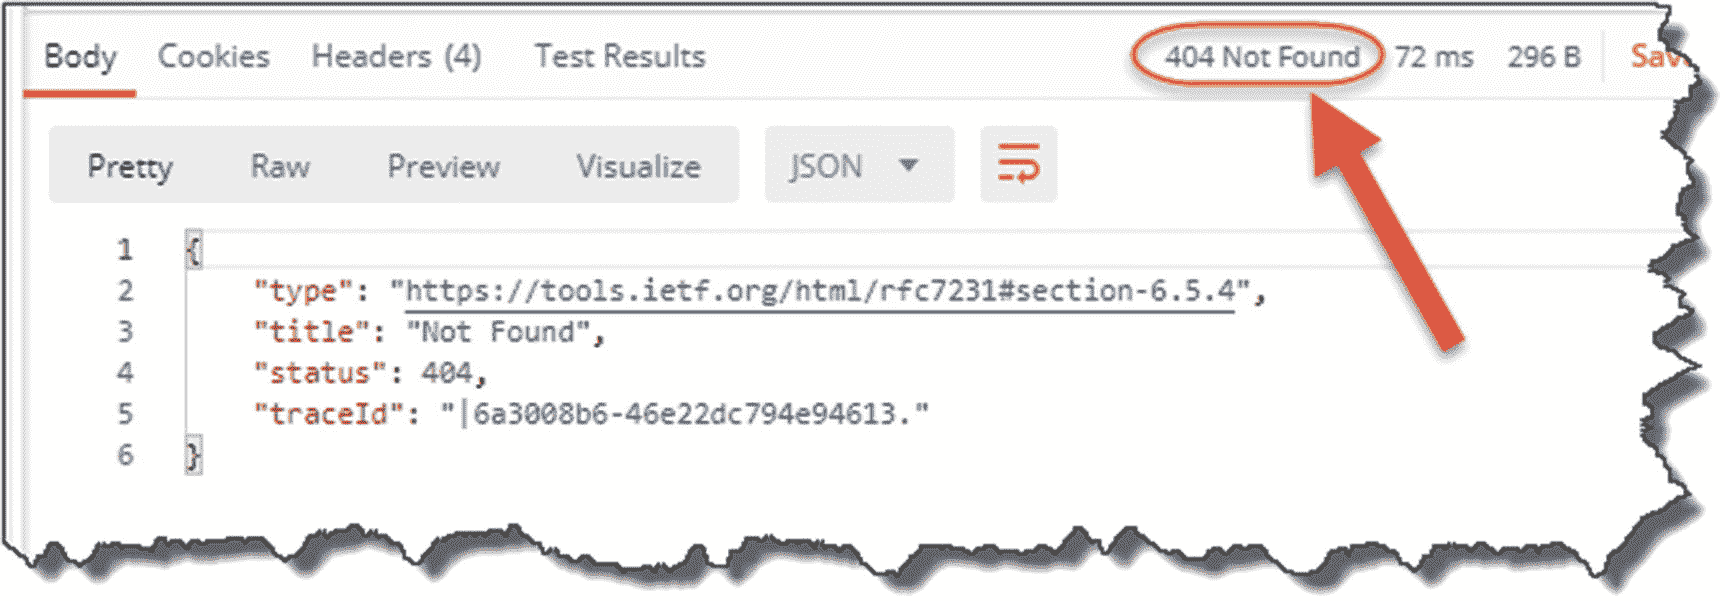 Body Cookies Headers (4) Test Results 404 Not Found 72 ms 296 B
Pretty Raw Preview Visualize JSON
1 {
2 "type": "https://tools.ietf.org/html/rfc7231#section-6.5.4",
3 "title": "Not Found",
4 "status": 404,
5 "traceId": "|6a3008b6-46e22dc794e94613."
6 }